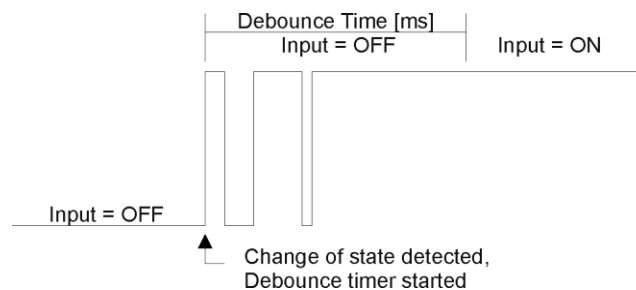 Debounce Time [ms]
Input = OFF
Input = ON
Input = OFF
Change of state detected,
Debounce timer started